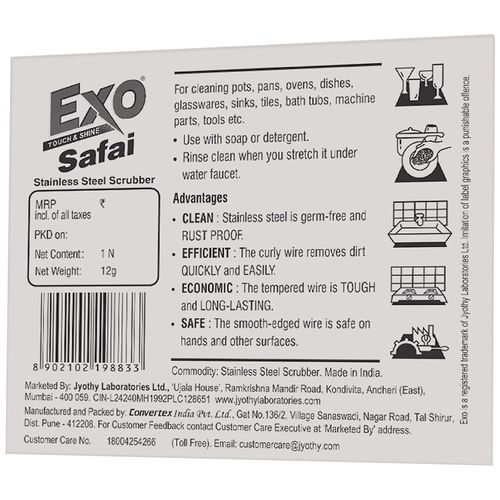 EXO®
TOUCH & SHINE
Safai
Stainless Steel Scrubber
MRP ₹
incl. of all taxes
PKD on:
Net Content: 1 N
Net Weight: 12g
8 902102 198833
For cleaning pots, pans, ovens, dishes,
glasswares, sinks, tiles, bath tubs, machine
parts, tools etc.
• Use with soap or detergent.
• Rinse clean when you stretch it under
water faucet.
Advantages
• CLEAN : Stainless steel is germ-free and
RUST PROOF.
• EFFICIENT : The curly wire removes dirt
QUICKLY and EASILY.
• ECONOMIC : The tempered wire is TOUGH
and LONG-LASTING.
• SAFE : The smooth-edged wire is safe on
hands and other surfaces.
Commodity: Stainless Steel Scrubber. Made in India.
Marketed By: Jyothy Laboratories Ltd., 'Ujala House', Ramkrishna Mandir Road, Kondivita, Andheri (East),
Mumbai - 400 059. CIN-L24240MH1992PLC128651 www.jyothylaboratories.com
Manufactured and Packed by: Convertex India Pvt. Ltd., Gat No.136/2. Village Sanaswadi, Nagar Road, Tal Shirur,
Dist. Pune - 412208. For Customer Feedback contact Customer Care Executive at 'Marketed By' address.
Customer Care No. 18004254266 (Toll Free). Email: customercare@jyothy.com
Exo is a registered trademark of Jyothy Laboratories Ltd. Imitation of label graphics is a punishable offence.